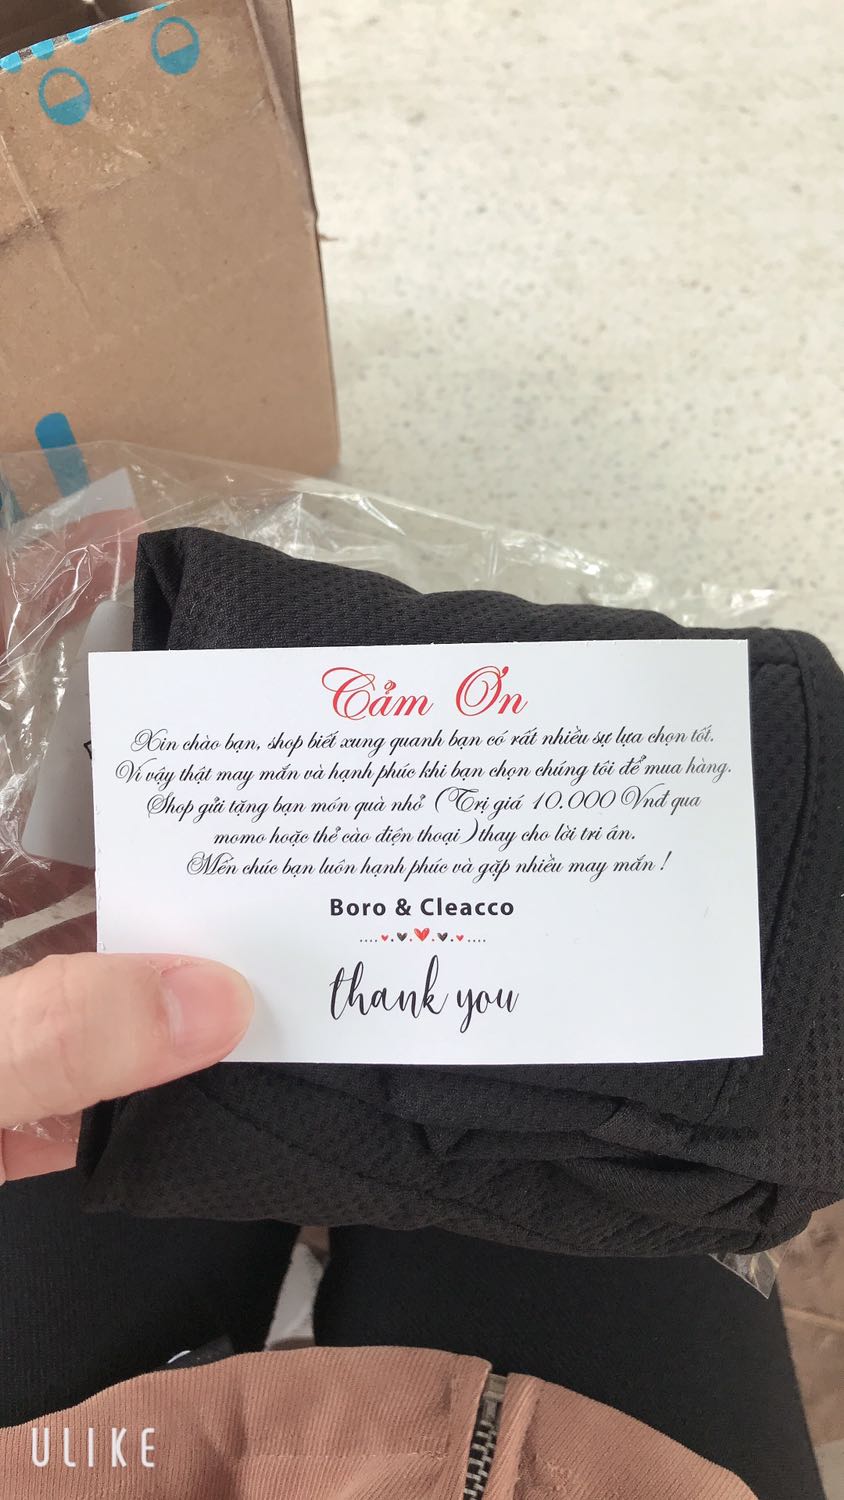 Cảm Ơn
Xin chào bạn, shop biết xung quanh bạn có rất nhiều sự lựa chọn tốt.
Vì vậy thật may mắn và hạnh phúc khi bạn chọn chúng tôi để mua hàng.
Shop gửi tặng bạn món quà nhỏ (Trị giá 10.000 Vnđ qua
momo hoặc thẻ cào điện thoại) thay cho lời tri ân.
Mến chúc bạn luôn hạnh phúc và gặp nhiều may mắn !
Boro & Cleacco
thank you
ULIKE